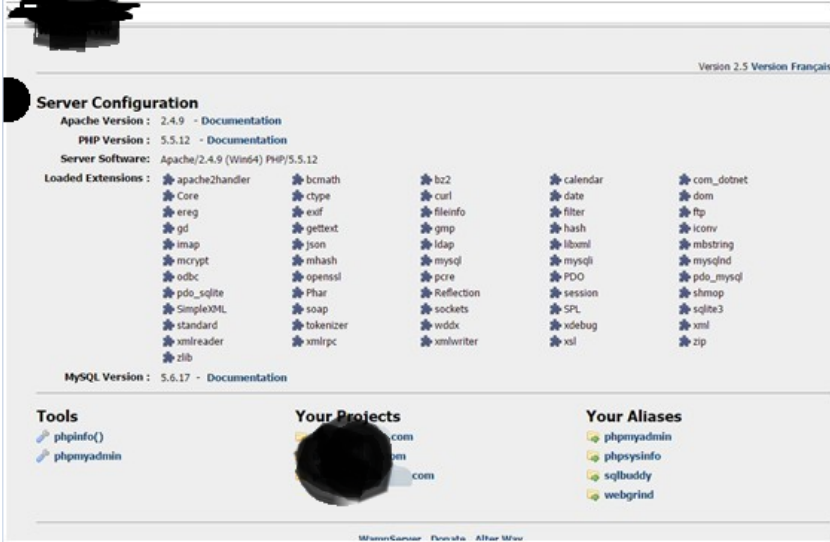 Version 2.5 Version Français
Server Configuration
Apache Version : 2.4.9 - Documentation
PHP Version : 5.5.12 - Documentation
Server Software: Apache/2.4.9 (Win64) PHP/5.5.12
Loaded Extensions : apache2handler bcmath bz2 calendar com_dotnet
Core ctype curl date dom
ereg exif fileinfo filter ftp
gd gettext gmp hash iconv
imap json ldap libxml mbstring
mcrypt mhash mysql mysqli mysqlnd
odbc openssl pcre PDO pdo_mysql
pdo_sqlite Phar Reflection session shmop
SimpleXML soap sockets SPL sqlite3
standard tokenizer wddx xdebug xml
xmlreader xmlrpc xmlwriter xsl zip
zlib
MySQL Version : 5.6.17 - Documentation
Tools Your Projects Your Aliases
phpinfo() .com phpmyadmin
phpmyadmin om phpsysinfo
com sqlbuddy
webgrind
WampServer Donate Alter Way